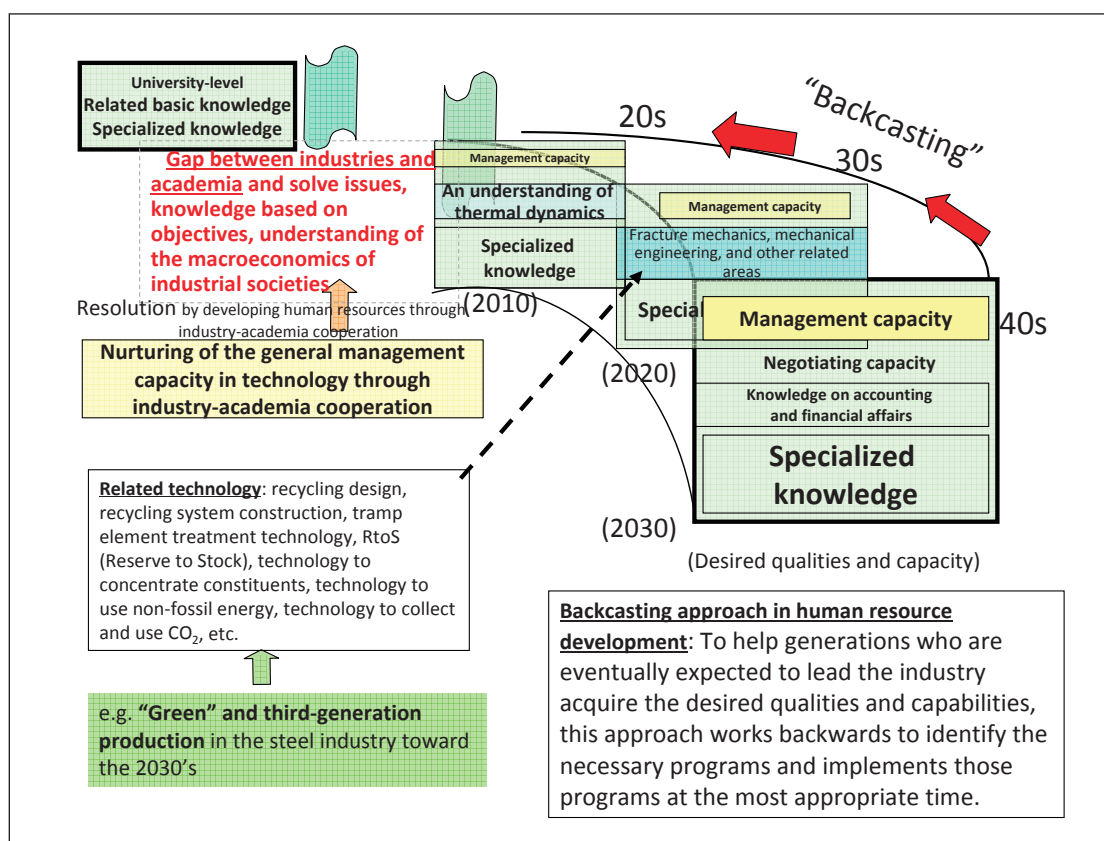 University-level
Related basic knowledge
Specialized knowledge
Gap between industries and
academia and solve issues,
knowledge based on
objectives, understanding of
the macroeconomics of
industrial societies
Resolution by developing human resources through
industry-academia cooperation
Nurturing of the general management
capacity in technology through
industry-academia cooperation
"Backcasting"
20s
30s
40s
Management capacity
An understanding of
thermal dynamics
Specialized
knowledge
(2010)
Management capacity
Fracture mechanics, mechanical
engineering, and other related
areas
(2020)
Management capacity
Negotiating capacity
Knowledge on accounting
and financial affairs
Specialized
knowledge
(2030)
(Desired qualities and capacity)
Related technology: recycling design,
recycling system construction, tramp
element treatment technology, RtoS
(Reserve to Stock), technology to
concentrate constituents, technology to
use non-fossil energy, technology to collect
and use CO₂, etc.
e.g. "Green" and third-generation
production in the steel industry toward
the 2030's
Backcasting approach in human resource
development: To help generations who are
eventually expected to lead the industry
acquire the desired qualities and capabilities,
this approach works backwards to identify the
necessary programs and implements those
programs at the most appropriate time.